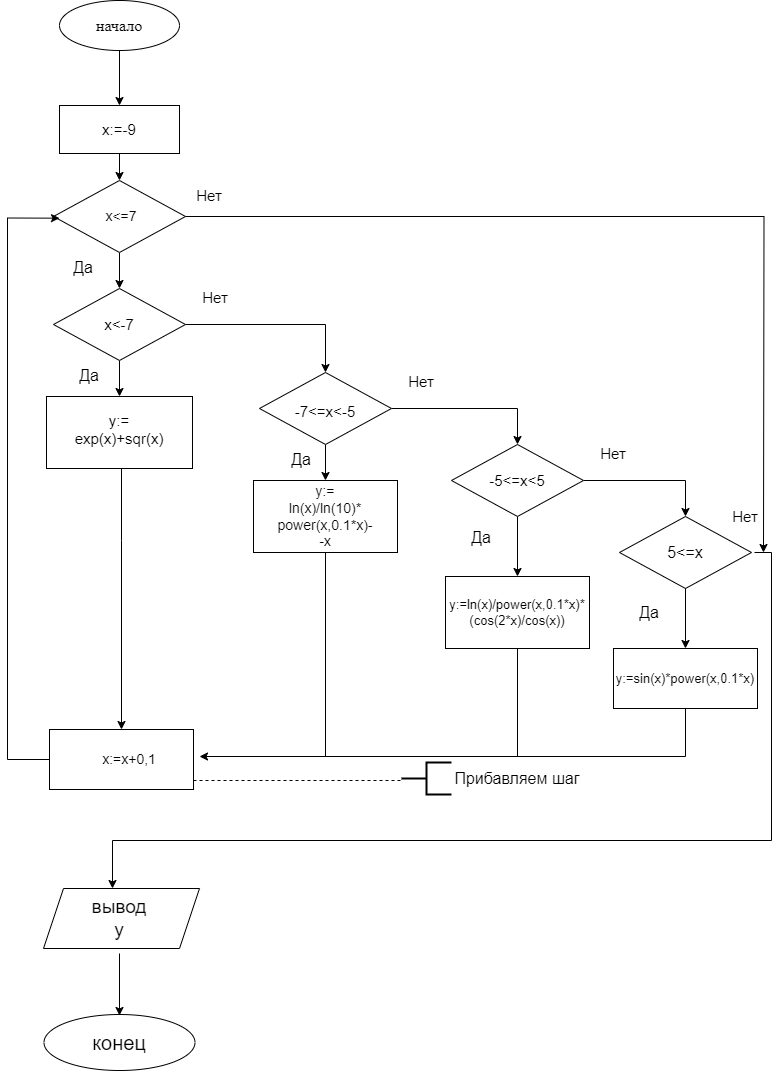 начало
x:=-9
Нет
x<=7
Да
Нет
x<-7
Да
Нет
y:=
exp(x)+sqr(x)
-7<=x<-5
Да
Нет
y:=
ln(x)/ln(10)*
power(x,0.1*x)-
-x
-5<=x<5
Да
Нет
5<=x
y:=ln(x)/power(x,0.1*x)*
(cos(2*x)/cos(x))
Да
y:=sin(x)*power(x,0.1*x)
x:=x+0,1
Прибавляем шаг
вывод
y
конец